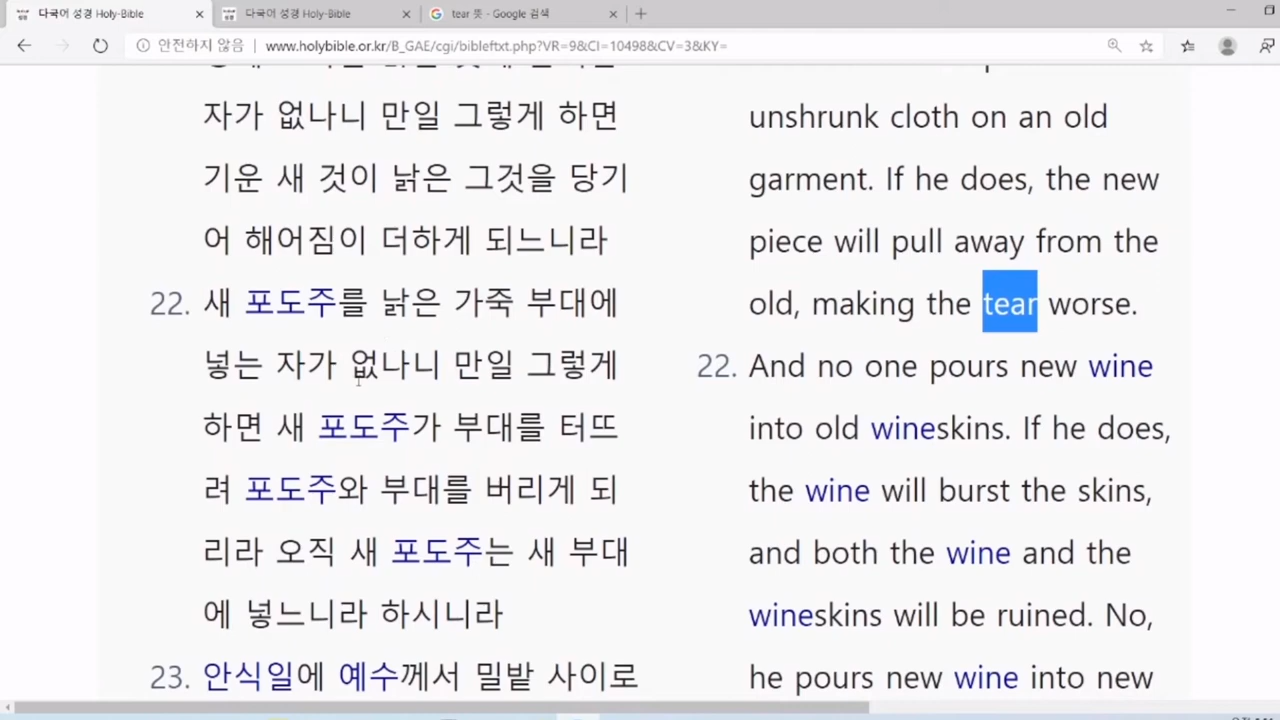 다국어 성경 Holy-Bible
다국어 성경 Holy-Bible
tear 뜻 - Google 검색
안전하지 않음
www.holybible.or.kr/B_GAE/cgi/bibleftxt.php?VR=9&CI=10498&CV=3&KY=
자가 없나니 만일 그렇게 하면
기운 새 것이 낡은 그것을 당기
어 해어짐이 더하게 되느니라
22. 새 포도주를 낡은 가죽 부대에
넣는 자가 없나니 만일 그렇게
하면 새 포도주가 부대를 터뜨
려 포도주와 부대를 버리게 되
리라 오직 새 포도주는 새 부대
에 넣느니라 하시니라
23. 안식일에 예수께서 밀밭 사이로
unshrunk cloth on an old
garment. If he does, the new
piece will pull away from the
old, making the tear worse.
22. And no one pours new wine
into old wineskins. If he does,
the wine will burst the skins,
and both the wine and the
wineskins will be ruined. No,
he pours new wine into new